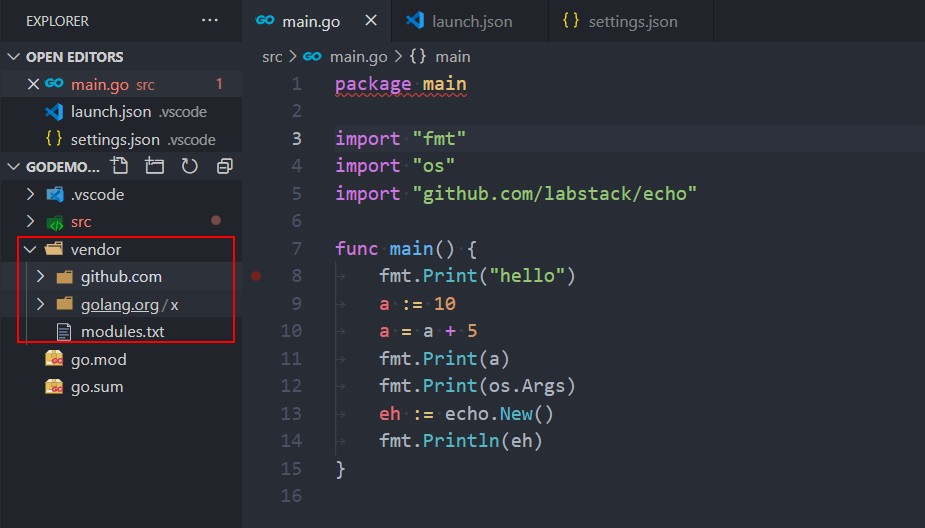 EXPLORER
OPEN EDITORS
main.go src 1
launch.json .vscode
settings.json .vscode
GODEMO...
.vscode
src
vendor
github.com
golang.org / x
modules.txt
go.mod
go.sum
main.go
launch.json
settings.json
src > main.go > {} main
1 package main
2
3 import "fmt"
4 import "os"
5 import "github.com/labstack/echo"
6
7 func main() {
8 fmt.Print("hello")
9 a := 10
10 a = a + 5
11 fmt.Print(a)
12 fmt.Print(os.Args)
13 eh := echo.New()
14 fmt.Println(eh)
15 }
16